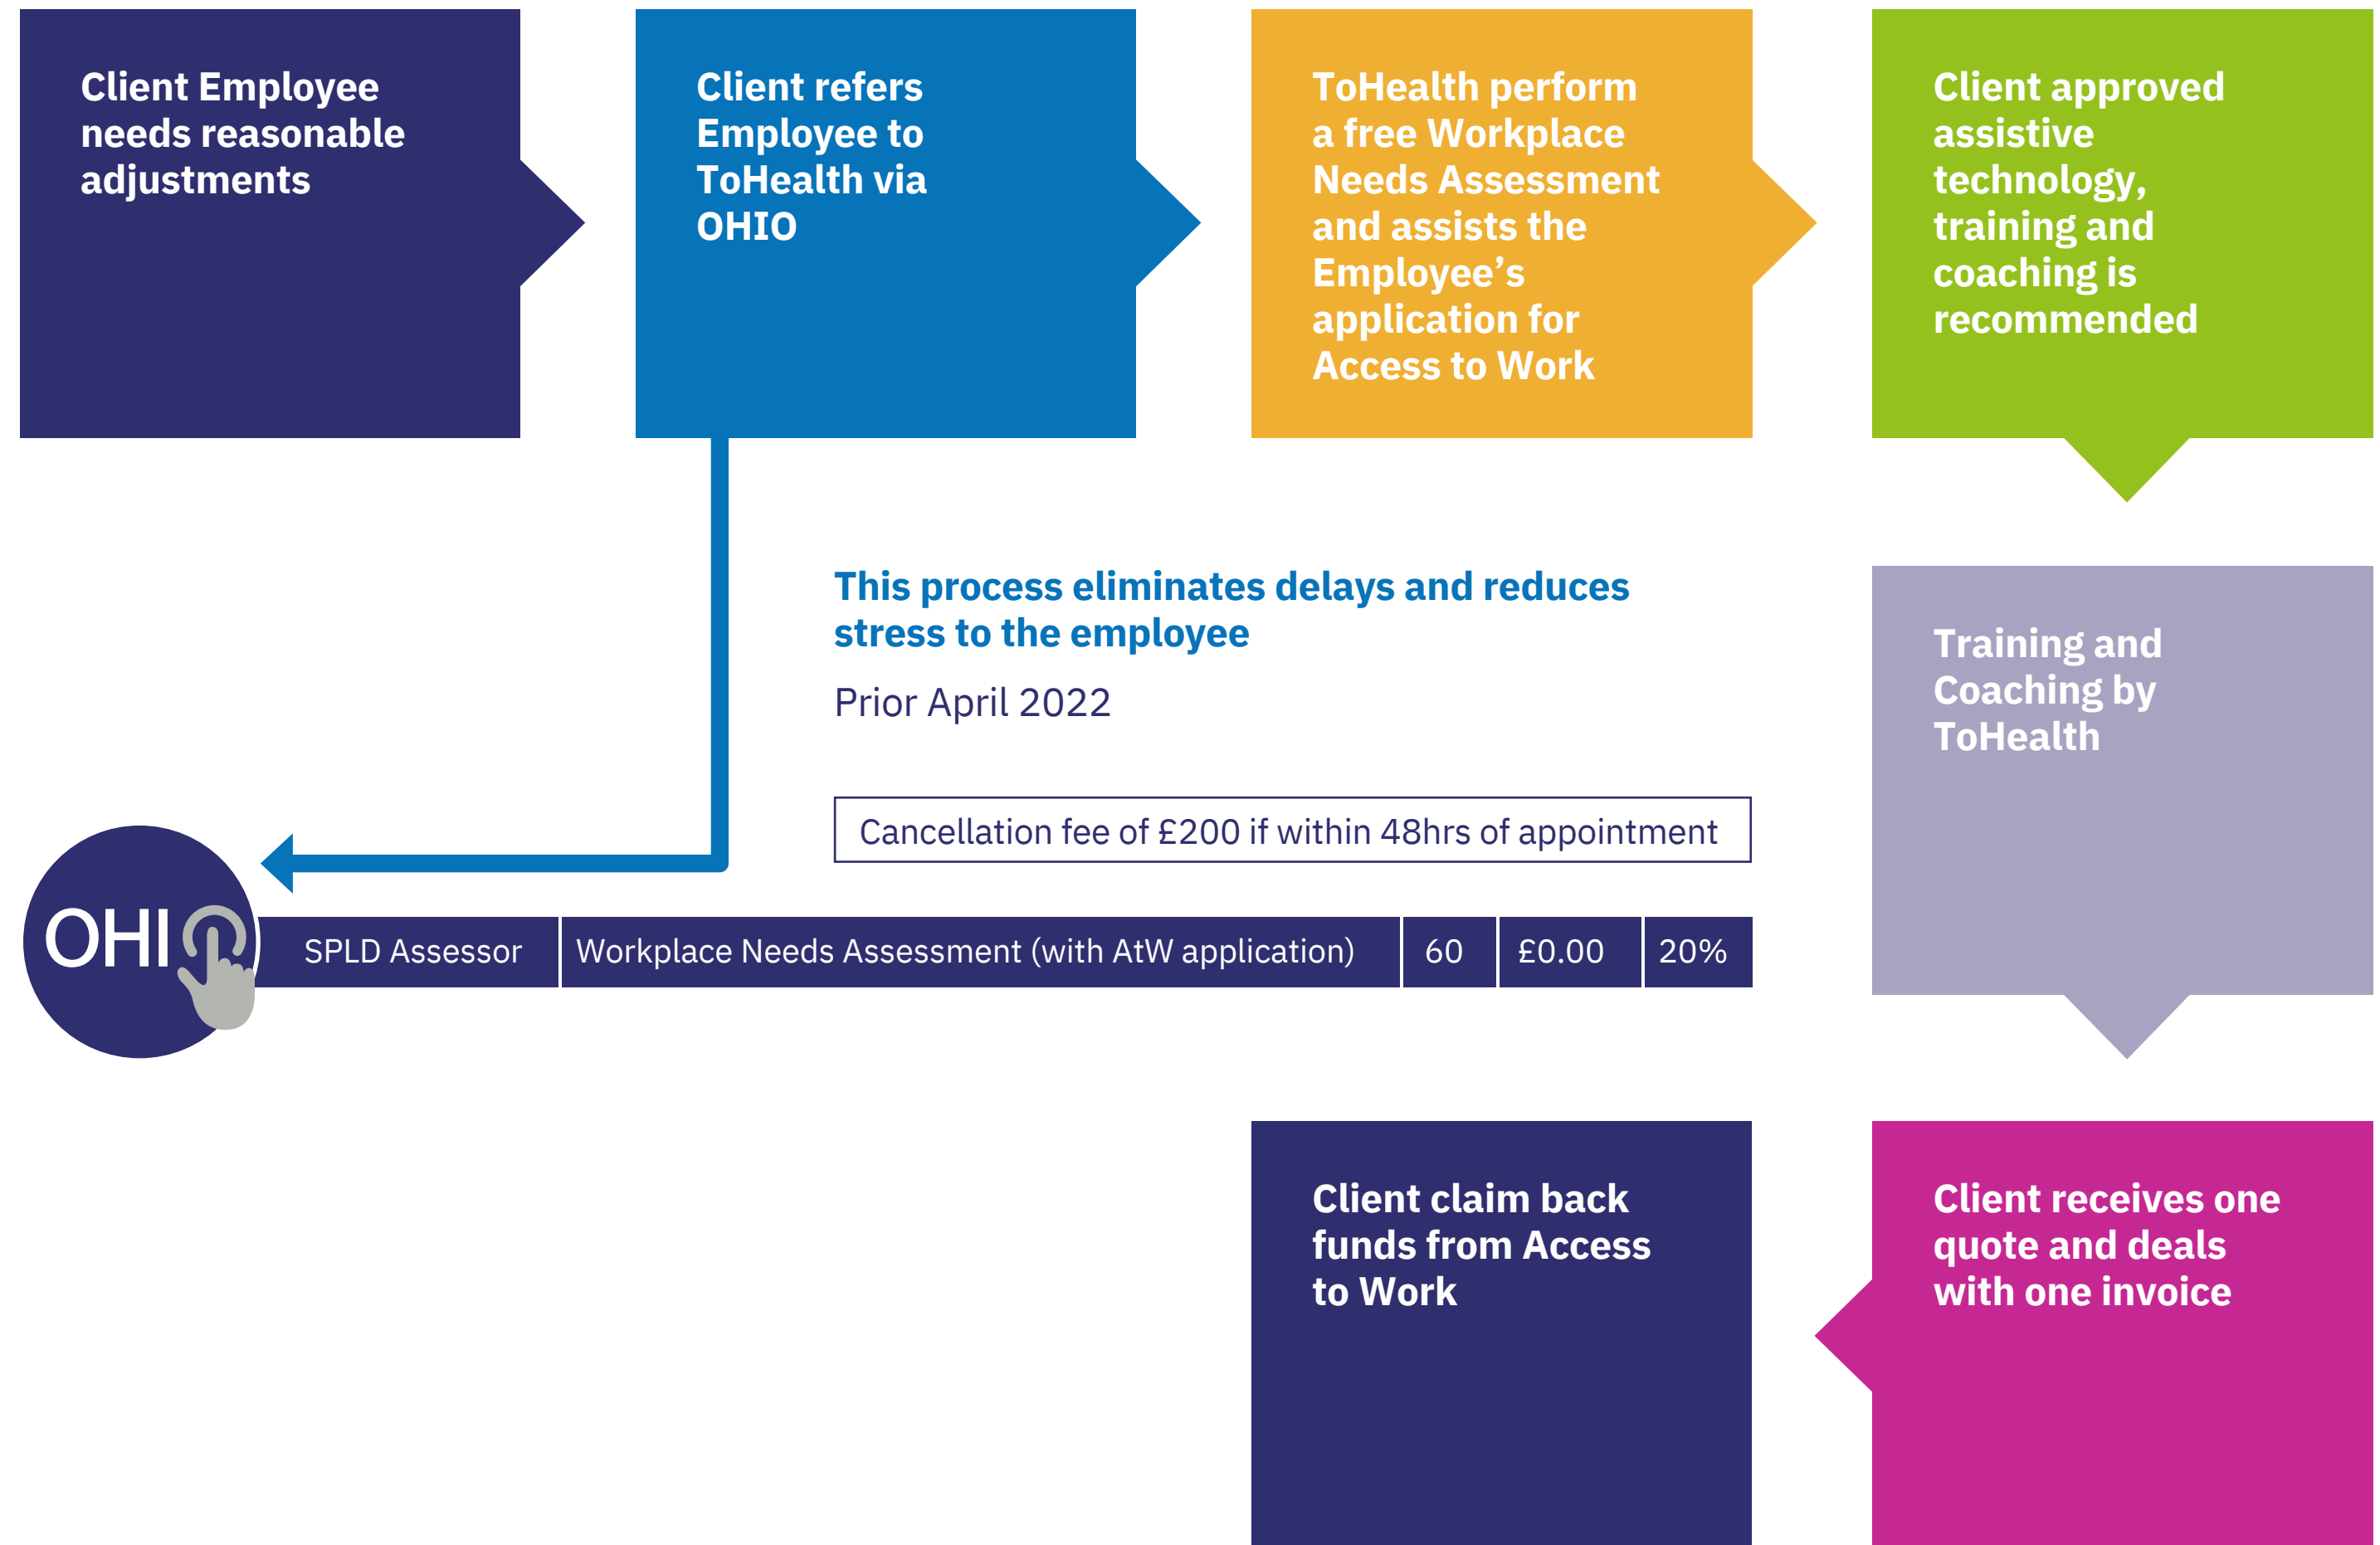 Client Employee
needs reasonable
adjustments
Client refers
Employee to
ToHealth via
OHIO
ToHealth perform
a free Workplace
Needs Assessment
and assists the
Employee’s
application for
Access to Work
Client approved
assistive
technology,
training and
coaching is
recommended
This process eliminates delays and reduces
stress to the employee
Prior April 2022
Cancellation fee of £200 if within 48hrs of appointment
Training and
Coaching by
ToHealth
OHIO
SPLD Assessor Workplace Needs Assessment (with AtW application) 60 £0.00 20%
Client receives one
quote and deals
with one invoice
Client claim back
funds from Access
to Work